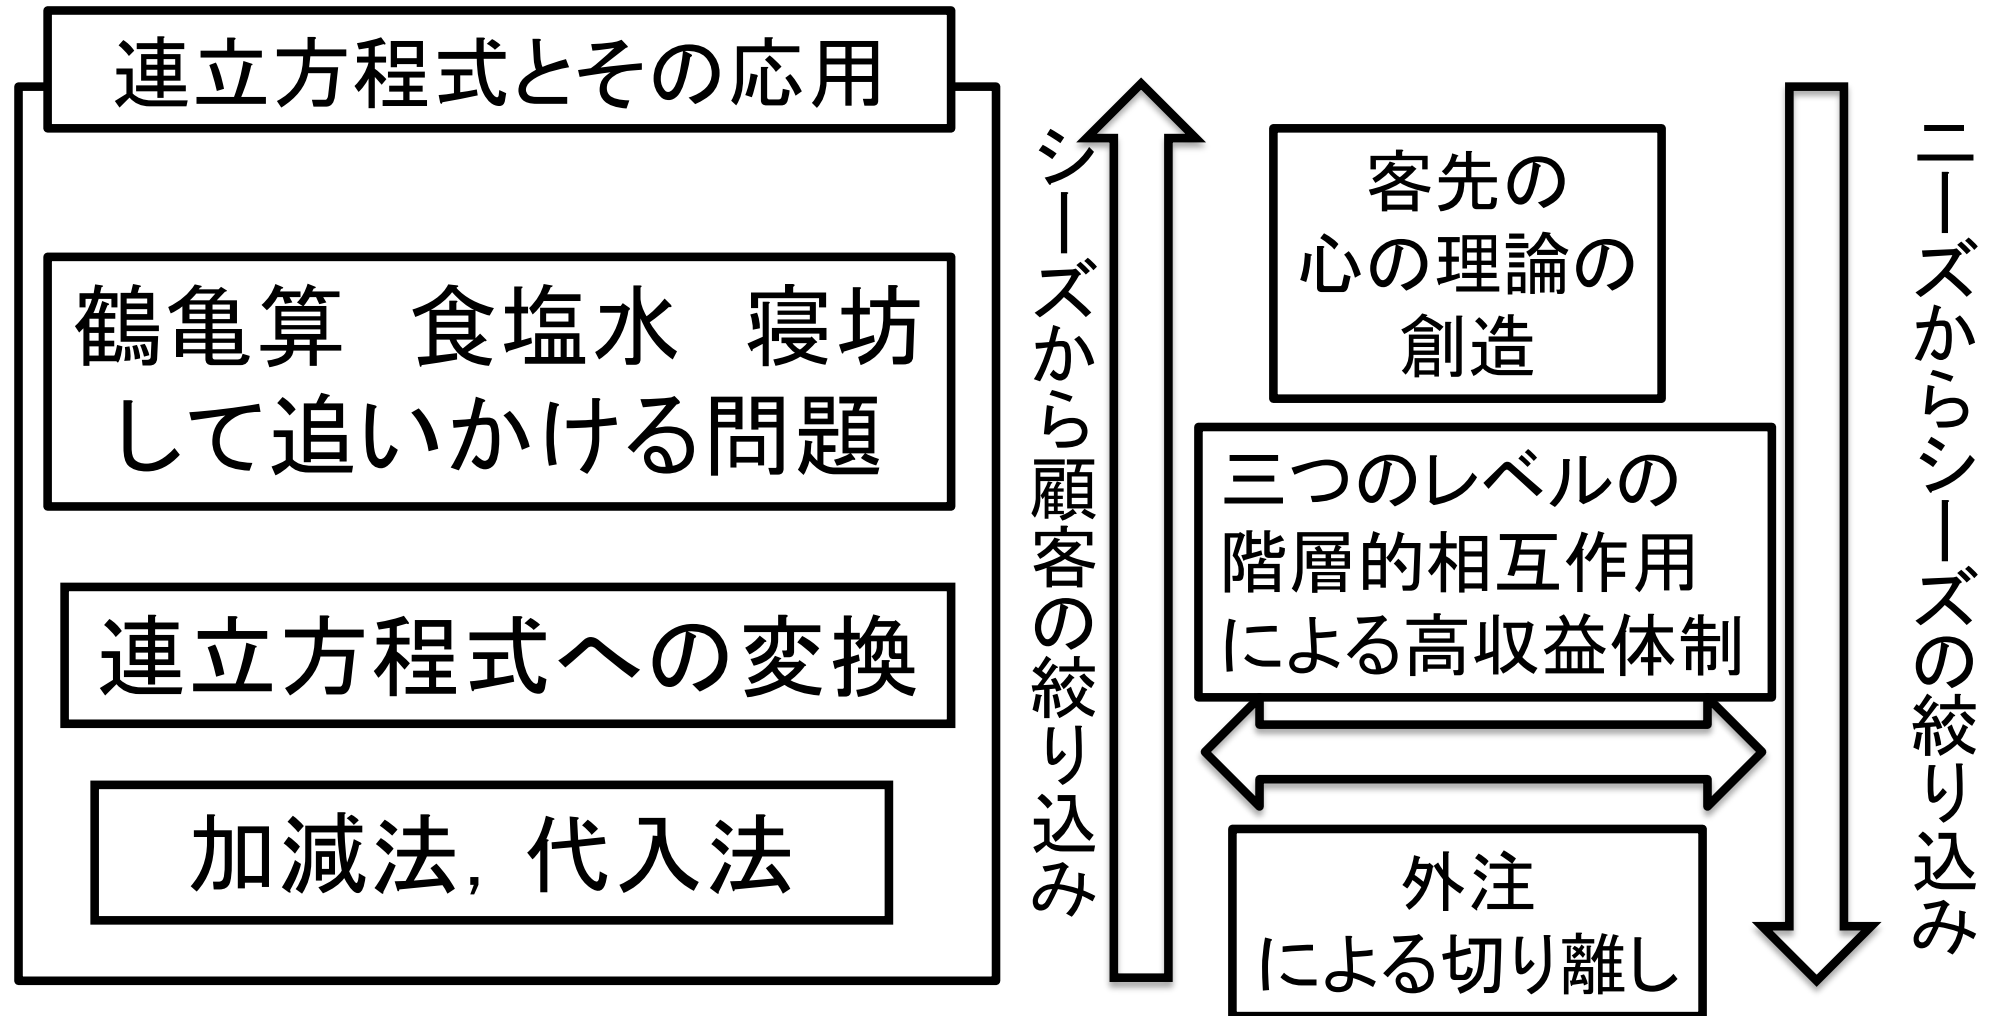 連立方程式とその応用
鶴亀算　食塩水　寝坊
して追いかける問題
連立方程式への変換
加減法，代入法
シーズから顧客の絞り込み
客先の
心の理論の
創造
三つのレベルの
階層的相互作用
による高収益体制
外注
による切り離し
ニーズからシーズの絞り込み